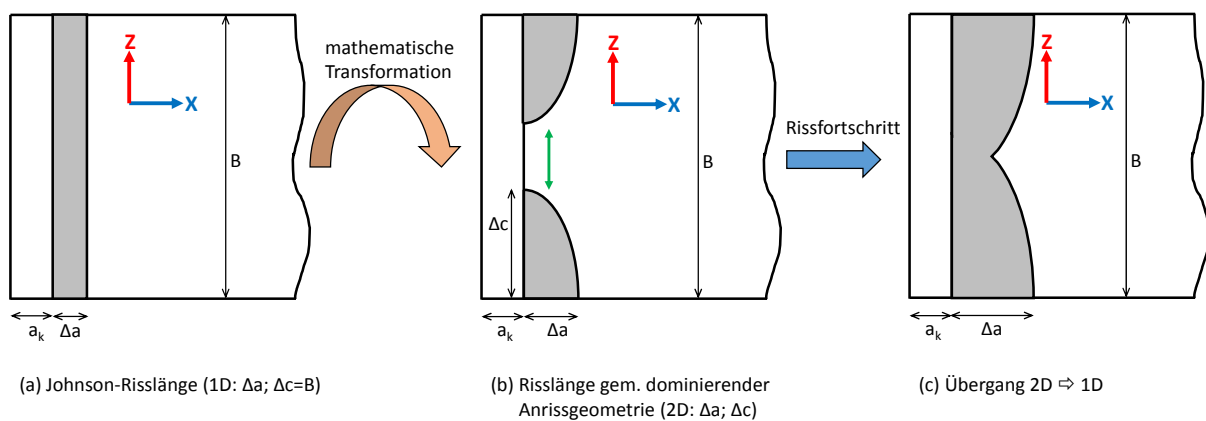 Z
X
B
a_k
Δa
(a) Johnson-Risslänge (1D: Δa; Δc=B)
mathematische
Transformation
Z
X
B
Δc
a_k
Δa
(b) Risslänge gem. dominierender
Anrissgeometrie (2D: Δa; Δc)
Rissfortschritt
Z
X
B
a_k
Δa
(c) Übergang 2D ⇨ 1D